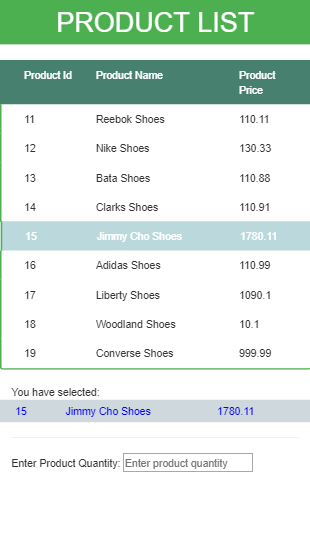 PRODUCT LIST
Product Id Product Name Product
Price
11 Reebok Shoes 110.11
12 Nike Shoes 130.33
13 Bata Shoes 110.88
14 Clarks Shoes 110.91
15 Jimmy Cho Shoes 1780.11
16 Adidas Shoes 110.99
17 Liberty Shoes 1090.1
18 Woodland Shoes 10.1
19 Converse Shoes 999.99
You have selected:
15 Jimmy Cho Shoes 1780.11
Enter Product Quantity: Enter product quantity